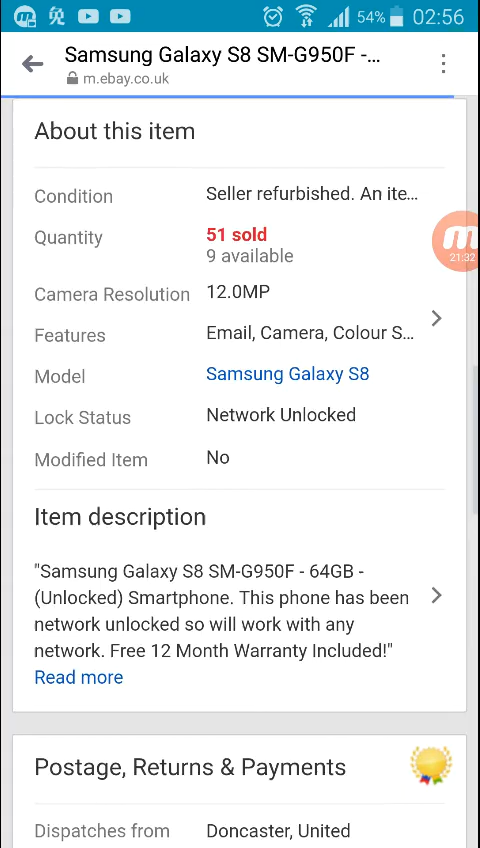 免 54% 02:56
Samsung Galaxy S8 SM-G950F -...
m.ebay.co.uk
About this item
Condition Seller refurbished. An ite...
Quantity 51 sold
9 available
21:32
Camera Resolution 12.0MP
Features Email, Camera, Colour S...
Model Samsung Galaxy S8
Lock Status Network Unlocked
Modified Item No
Item description
"Samsung Galaxy S8 SM-G950F - 64GB -
(Unlocked) Smartphone. This phone has been
network unlocked so will work with any
network. Free 12 Month Warranty Included!"
Read more
Postage, Returns & Payments
Dispatches from Doncaster, United